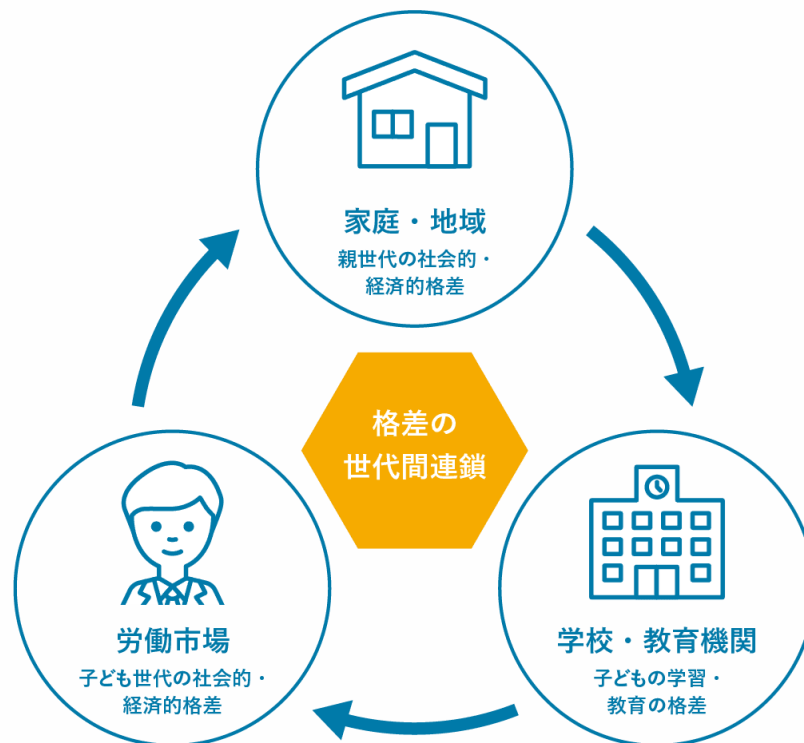 家庭・地域
親世代の社会的・
経済的格差
格差の
世代間連鎖
労働市場
子ども世代の社会的・
経済的格差
学校・教育機関
子どもの学習・
教育の格差